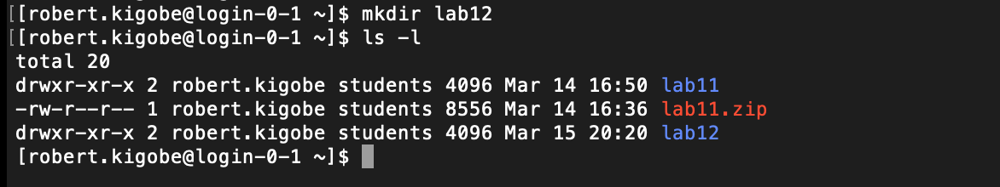 [[robert.kigobe@login-0-1 ~]$ mkdir lab12
[[robert.kigobe@login-0-1 ~]$ ls -l
total 20
drwxr-xr-x 2 robert.kigobe students 4096 Mar 14 16:50 lab11
-rw-r--r-- 1 robert.kigobe students 8556 Mar 14 16:36 lab11.zip
drwxr-xr-x 2 robert.kigobe students 4096 Mar 15 20:20 lab12
[robert.kigobe@login-0-1 ~]$